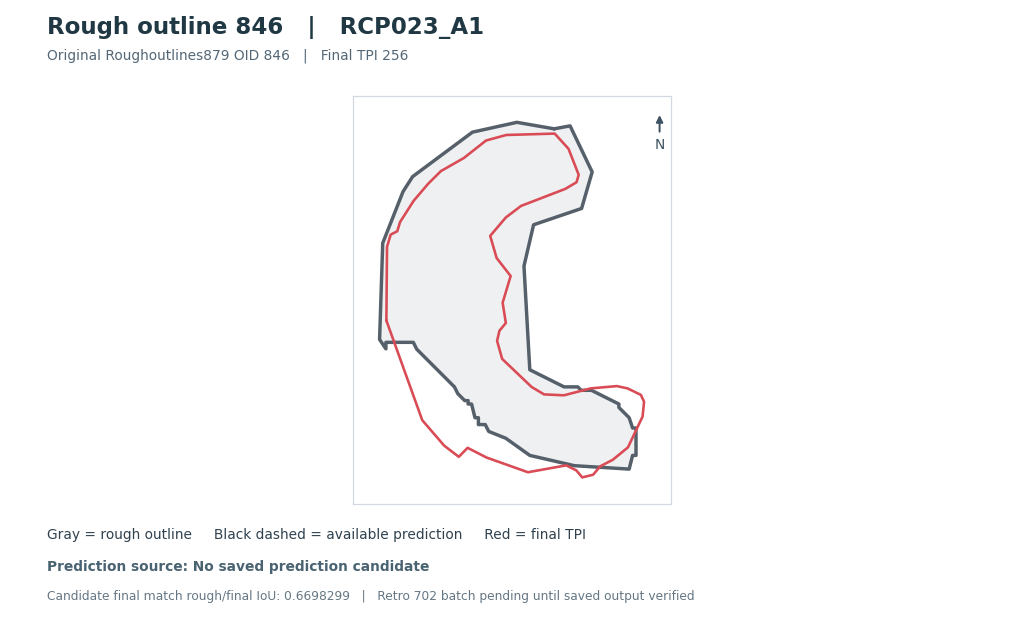 Rough outline 846 | RCP023_A1
Original Roughoutlines879 OID 846 | Final TPI 256
N
Gray = rough outline Black dashed = available prediction Red = final TPI
Prediction source: No saved prediction candidate
Candidate final match rough/final IoU: 0.6698299 | Retro 702 batch pending until saved output verified